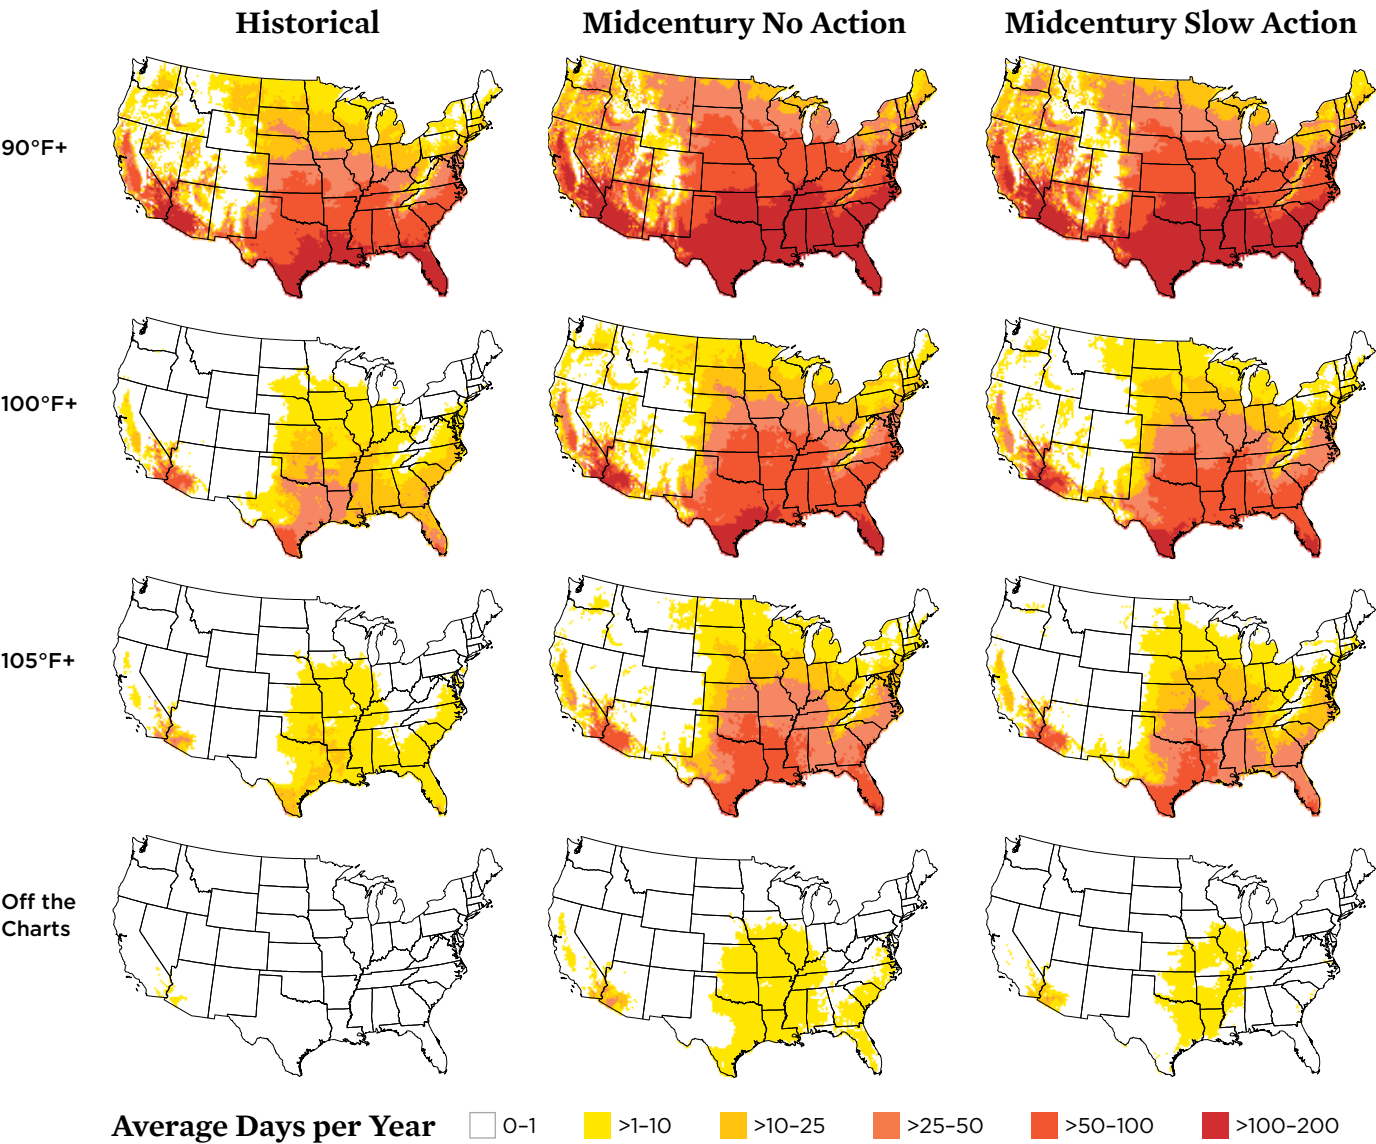 Historical
Midcentury No Action
Midcentury Slow Action
90°F+
100°F+
105°F+
Off the
Charts
Average Days per Year
0–1
>1–10
>10–25
>25–50
>50–100
>100–200